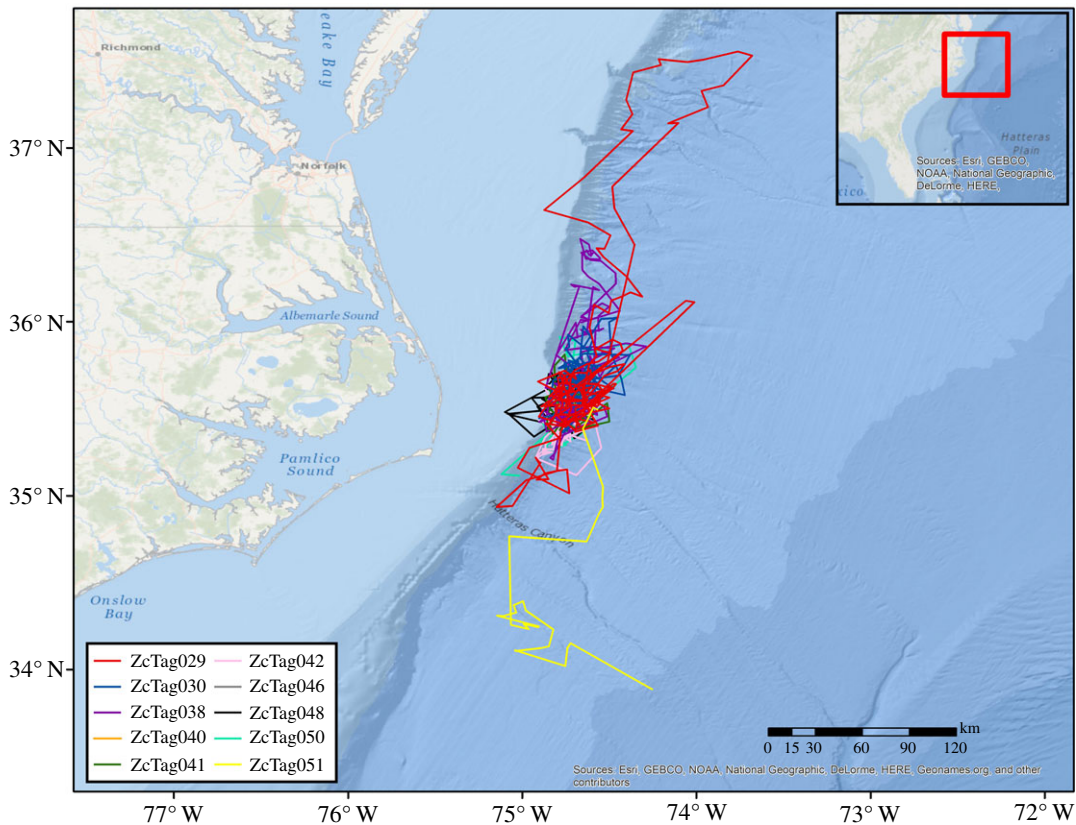 Richmond
eake Bay
Norfolk
Albemarle Sound
Pamlico
Sound
Onslow
Bay
Hatteras Canyon
Hatteras
Plain
xico
Sources: Esri, GEBCO,
NOAA, National Geographic,
DeLorme, HERE,
37° N
36° N
35° N
34° N
ZcTag029 ZcTag042
ZcTag030 ZcTag046
ZcTag038 ZcTag048
ZcTag040 ZcTag050
ZcTag041 ZcTag051
km
0 15 30 60 90 120
Sources: Esri, GEBCO, NOAA, National Geographic, DeLorme, HERE, Geonames.org, and other
contributors
77° W 76° W 75° W 74° W 73° W 72° W